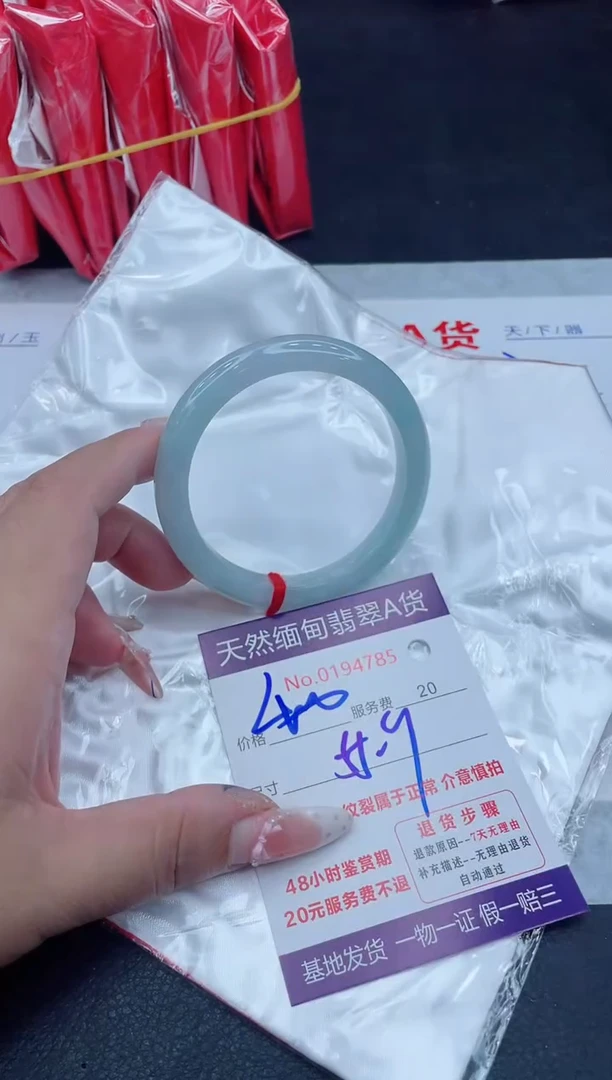 玉
A货
天/下/翡
天然缅甸翡翠A货
No.0194785
价格 400 服务费 20
寸 57.9
纹裂属于正常 介意慎拍
48小时鉴赏期
20元服务费不退
退货步骤
退款原因--7天无理由
补充描述--无理由退货
自动通过
基地发货 一物一证 假一赔三